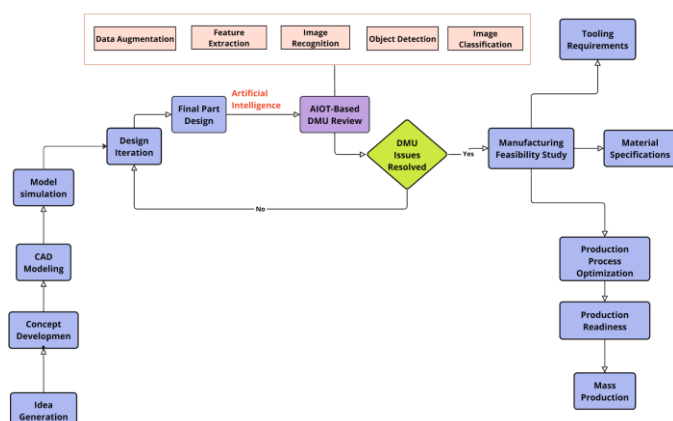 Data Augmentation
Feature
Extraction
Image
Recognition
Object Detection
Image
Classification
Tooling
Requirements
Artificial
Intelligence
Final Part
Design
AIOT-Based
DMU Review
Design
Iteration
DMU
Issues
Resolved
Yes
Manufacturing
Feasibility Study
Material
Specifications
Model
simulation
No
CAD
Modeling
Production
Process
Optimization
Concept
Developmen
Production
Readiness
Idea
Generation
Mass
Production